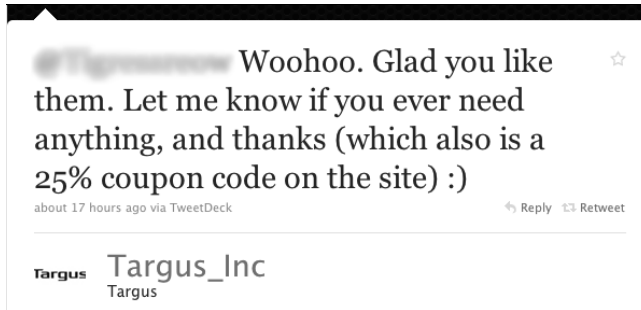 Woohoo. Glad you like
them. Let me know if you ever need
anything, and thanks (which also is a
25% coupon code on the site) :)
about 17 hours ago via TweetDeck
Reply Retweet
Targus Targus_Inc
Targus